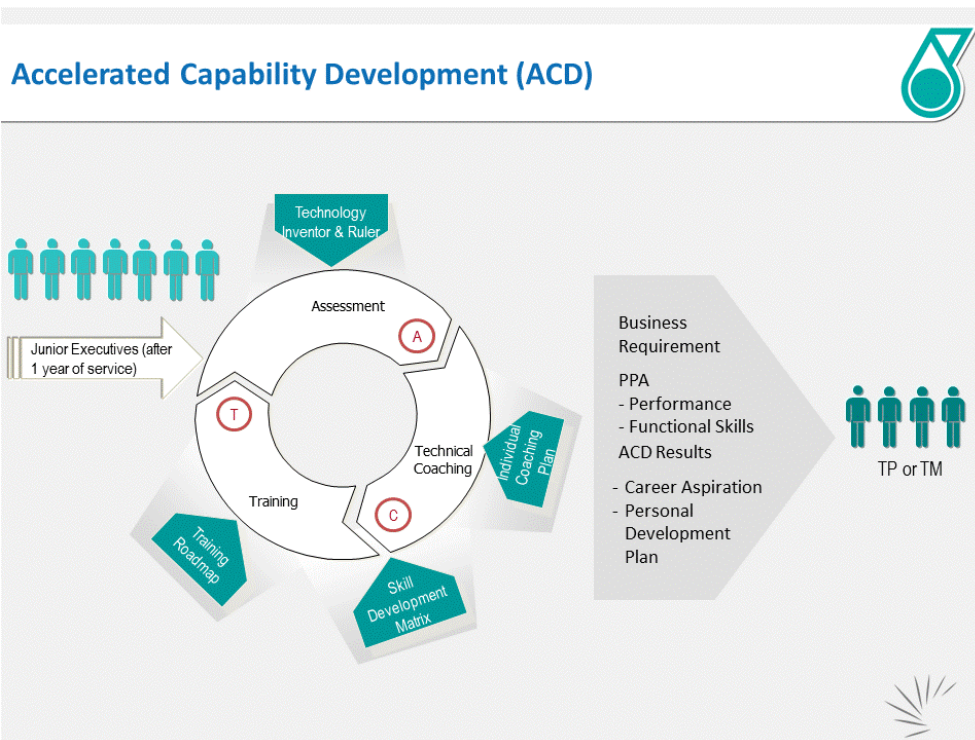 Accelerated Capability Development (ACD)
Technology
Inventor & Ruler
Assessment
A
Junior Executives (after
1 year of service)
T
Training
Technical
Coaching
C
Individual
Coaching
Plan
Training
Roadmap
Skill
Development
Matrix
Business
Requirement
PPA
- Performance
- Functional Skills
ACD Results
- Career Aspiration
- Personal
Development
Plan
TP or TM